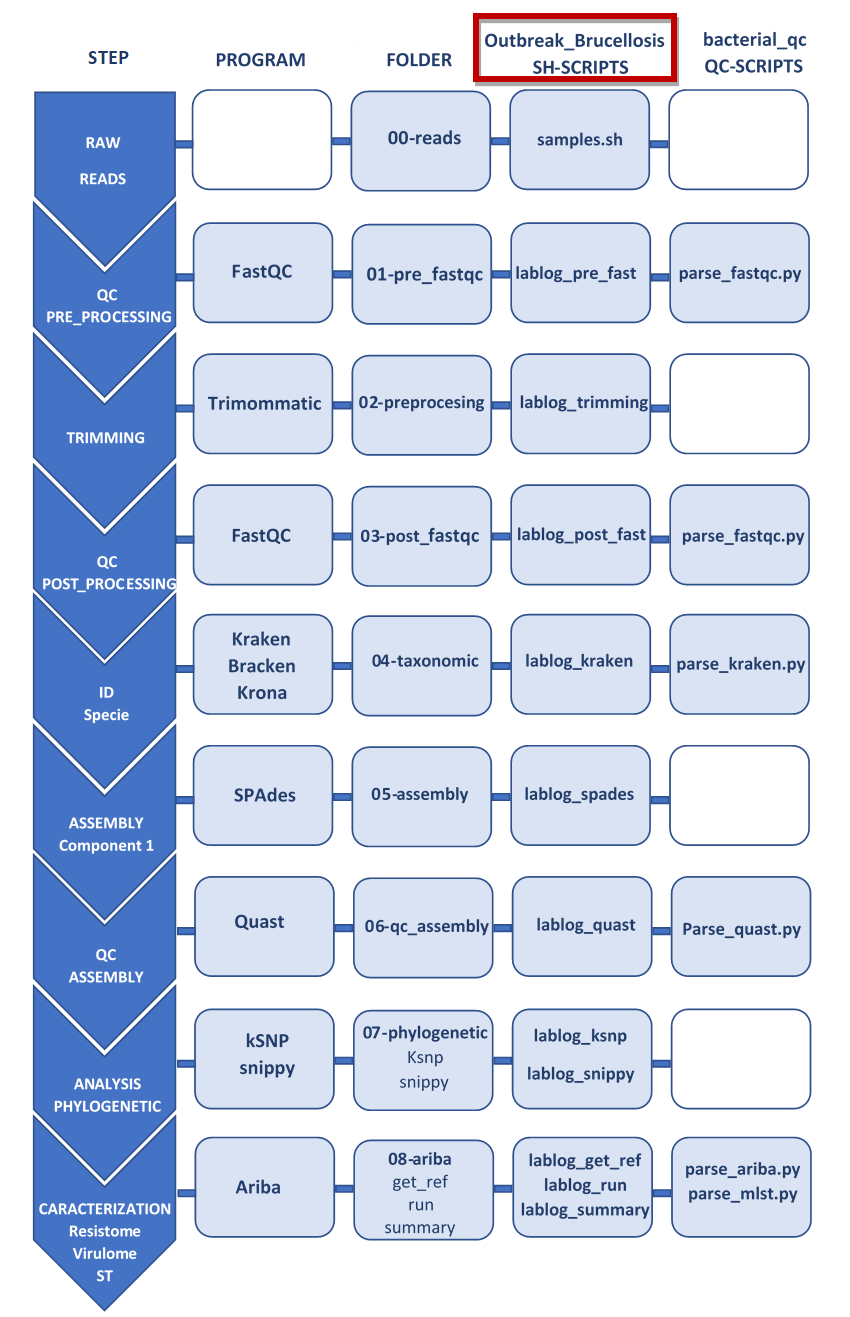 STEP
PROGRAM
FOLDER
Outbreak_Brucellosis
SH-SCRIPTS
bacterial_qc
QC-SCRIPTS
RAW
READS
00-reads
samples.sh
QC
PRE_PROCESSING
FastQC
01-pre_fastqc
lablog_pre_fast
parse_fastqc.py
TRIMMING
Trimommatic
02-preprocesing
lablog_trimming
QC
POST_PROCESSING
FastQC
03-post_fastqc
lablog_post_fast
parse_fastqc.py
ID
Specie
Kraken
Bracken
Krona
04-taxonomic
lablog_kraken
parse_kraken.py
ASSEMBLY
Component 1
SPAdes
05-assembly
lablog_spades
QC
ASSEMBLY
Quast
06-qc_assembly
lablog_quast
Parse_quast.py
ANALYSIS
PHYLOGENETIC
kSNP
snippy
07-phylogenetic
Ksnp
snippy
lablog_ksnp
lablog_snippy
CARACTERIZATION
Resistome
Virulome
ST
Ariba
08-ariba
get_ref
run
summary
lablog_get_ref
lablog_run
lablog_summary
parse_ariba.py
parse_mlst.py